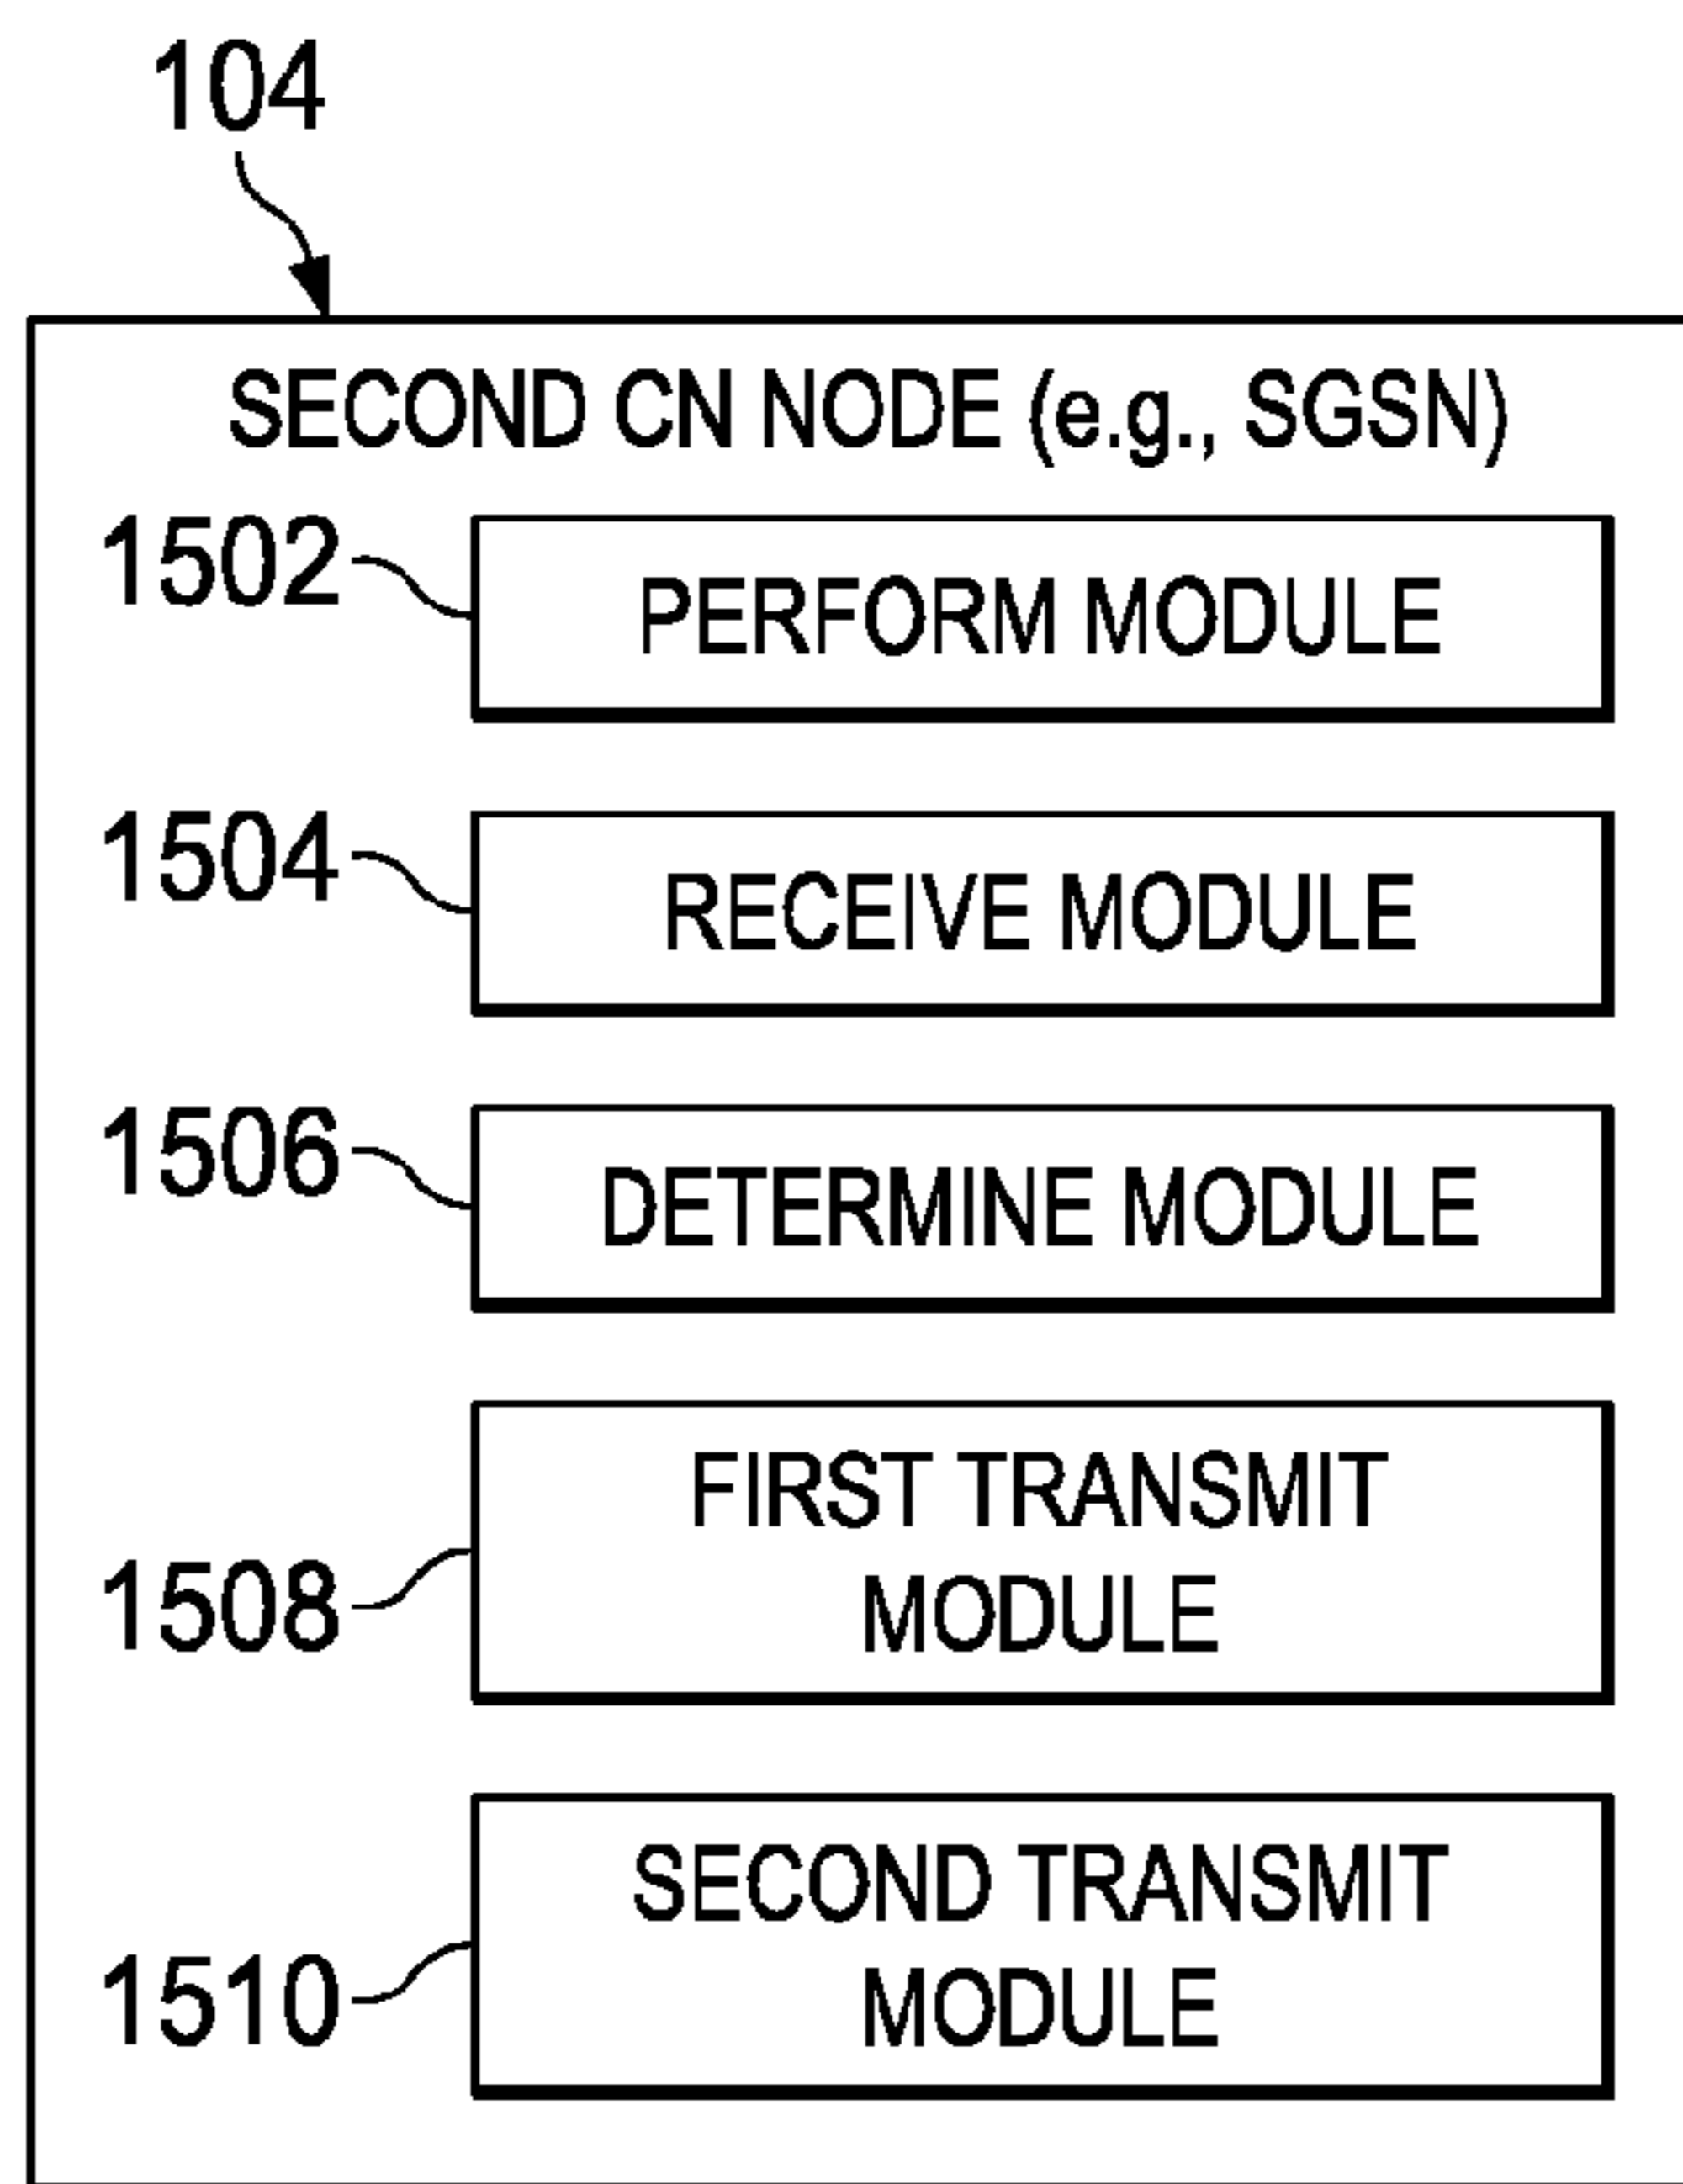 104
SECOND CN NODE (e.g., SGSN)
1502
PERFORM MODULE
1504
RECEIVE MODULE
1506
DETERMINE MODULE
1508
FIRST TRANSMIT
MODULE
1510
SECOND TRANSMIT
MODULE